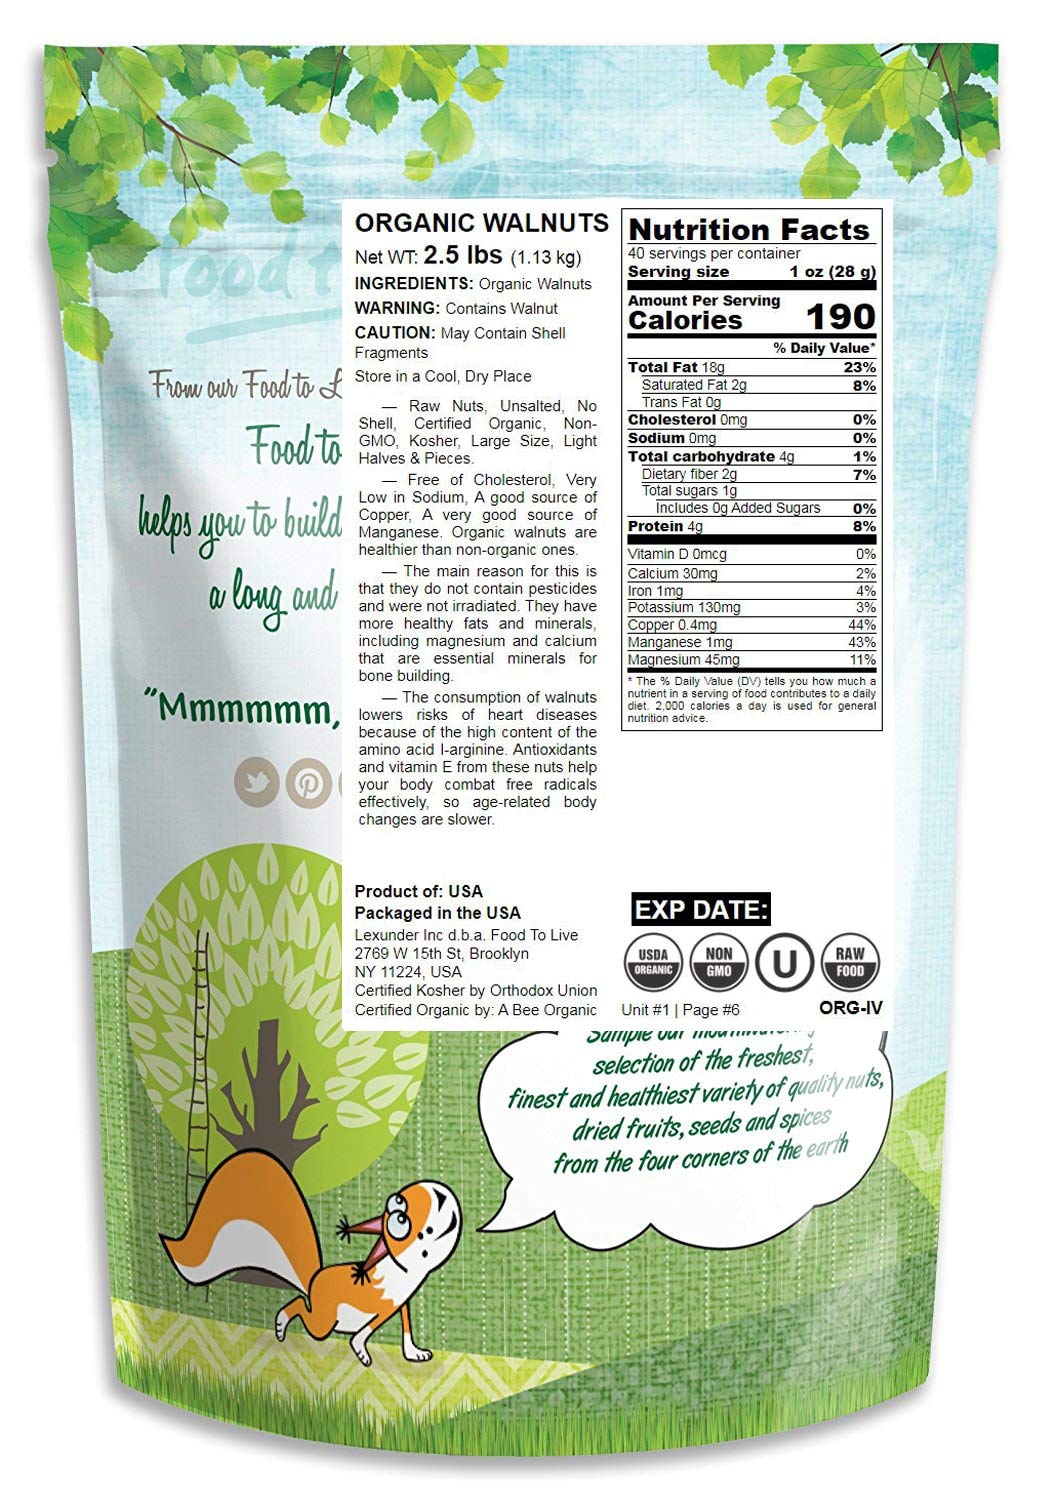 From our Food to
Food to
helps you to build
a long and
"Mmmmmm,
ORGANIC WALNUTS
Net WT: 2.5 lbs (1.13 kg)
INGREDIENTS: Organic Walnuts
WARNING: Contains Walnut
CAUTION: May Contain Shell
Fragments
Store in a Cool, Dry Place
— Raw Nuts, Unsalted, No
Shell, Certified Organic, Non-
GMO, Kosher, Large Size, Light
Halves & Pieces.
— Free of Cholesterol, Very
Low in Sodium, A good source of
Copper, A very good source of
Manganese. Organic walnuts are
healthier than non-organic ones.
— The main reason for this is
that they do not contain pesticides
and were not irradiated. They have
more healthy fats and minerals,
including magnesium and calcium
that are essential minerals for
bone building.
— The consumption of walnuts
lowers risks of heart diseases
because of the high content of the
amino acid l-arginine. Antioxidants
and vitamin E from these nuts help
your body combat free radicals
effectively, so age-related body
changes are slower.
Product of: USA
Packaged in the USA
Lexunder Inc d.b.a. Food To Live
2769 W 15th St, Brooklyn
NY 11224, USA
Certified Kosher by Orthodox Union
Certified Organic by: A Bee Organic
Nutrition Facts
40 servings per container
Serving size 1 oz (28 g)
Amount Per Serving
Calories 190
% Daily Value*
Total Fat 18g 23%
Saturated Fat 2g 8%
Trans Fat 0g
Cholesterol 0mg 0%
Sodium 0mg 0%
Total carbohydrate 4g 1%
Dietary fiber 2g 7%
Total sugars 1g
Includes 0g Added Sugars 0%
Protein 4g 8%
Vitamin D 0mcg 0%
Calcium 30mg 2%
Iron 1mg 4%
Potassium 130mg 3%
Copper 0.4mg 44%
Manganese 1mg 43%
Magnesium 45mg 11%
* The % Daily Value (DV) tells you how much a
nutrient in a serving of food contributes to a daily
diet. 2,000 calories a day is used for general
nutrition advice.
EXP DATE:
USDA
ORGANIC
NON
GMO
U
RAW
FOOD
Unit #1 | Page #6 ORG-IV
Sample our
selection of the freshest,
finest and healthiest variety of quality nuts,
dried fruits, seeds and spices
from the four corners of the earth